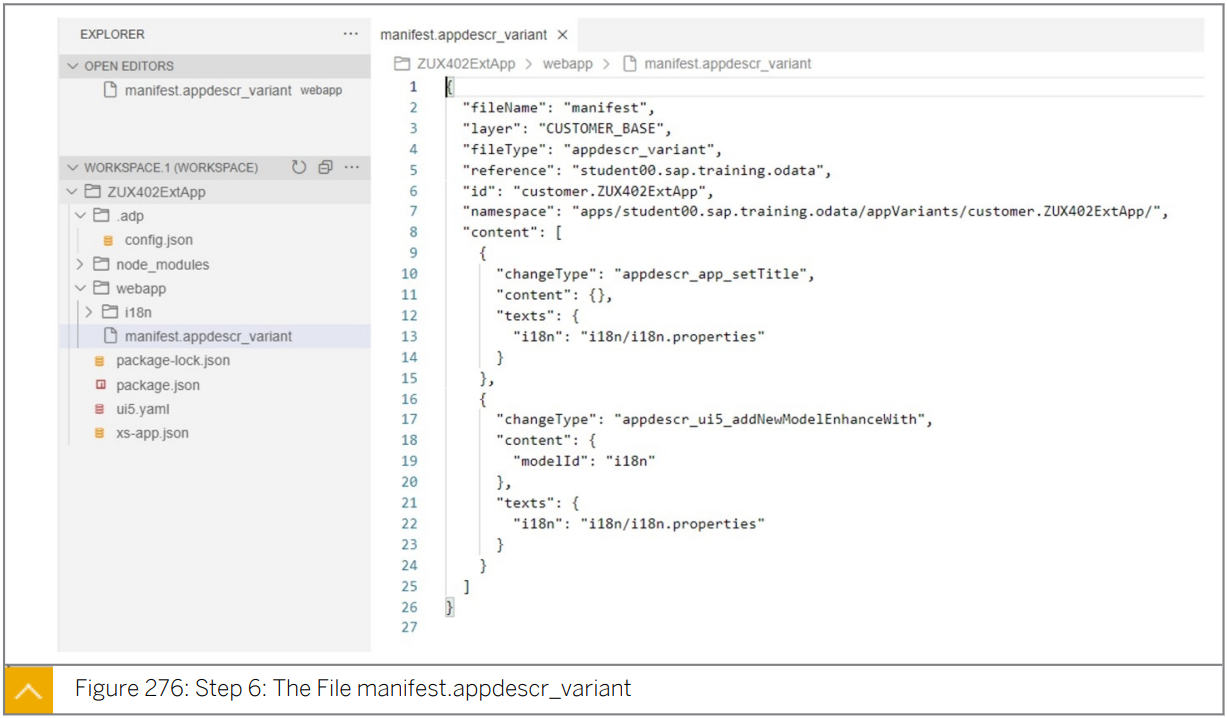 EXPLORER
OPEN EDITORS
manifest.appdescr_variant webapp
WORKSPACE.1 (WORKSPACE)
ZUX402ExtApp
.adp
config.json
node_modules
webapp
i18n
manifest.appdescr_variant
package-lock.json
package.json
ui5.yaml
xs-app.json
manifest.appdescr_variant
ZUX402ExtApp > webapp > manifest.appdescr_variant
1 {
2 "fileName": "manifest",
3 "layer": "CUSTOMER_BASE",
4 "fileType": "appdescr_variant",
5 "reference": "student00.sap.training.odata",
6 "id": "customer.ZUX402ExtApp",
7 "namespace": "apps/student00.sap.training.odata/appVariants/customer.ZUX402ExtApp/",
8 "content": [
9 {
10 "changeType": "appdescr_app_setTitle",
11 "content": {},
12 "texts": {
13 "i18n": "i18n/i18n.properties"
14 }
15 },
16 {
17 "changeType": "appdescr_ui5_addNewModelEnhanceWith",
18 "content": {
19 "modelId": "i18n"
20 },
21 "texts": {
22 "i18n": "i18n/i18n.properties"
23 }
24 }
25 ]
26 }
27
Figure 276: Step 6: The File manifest.appdescr_variant